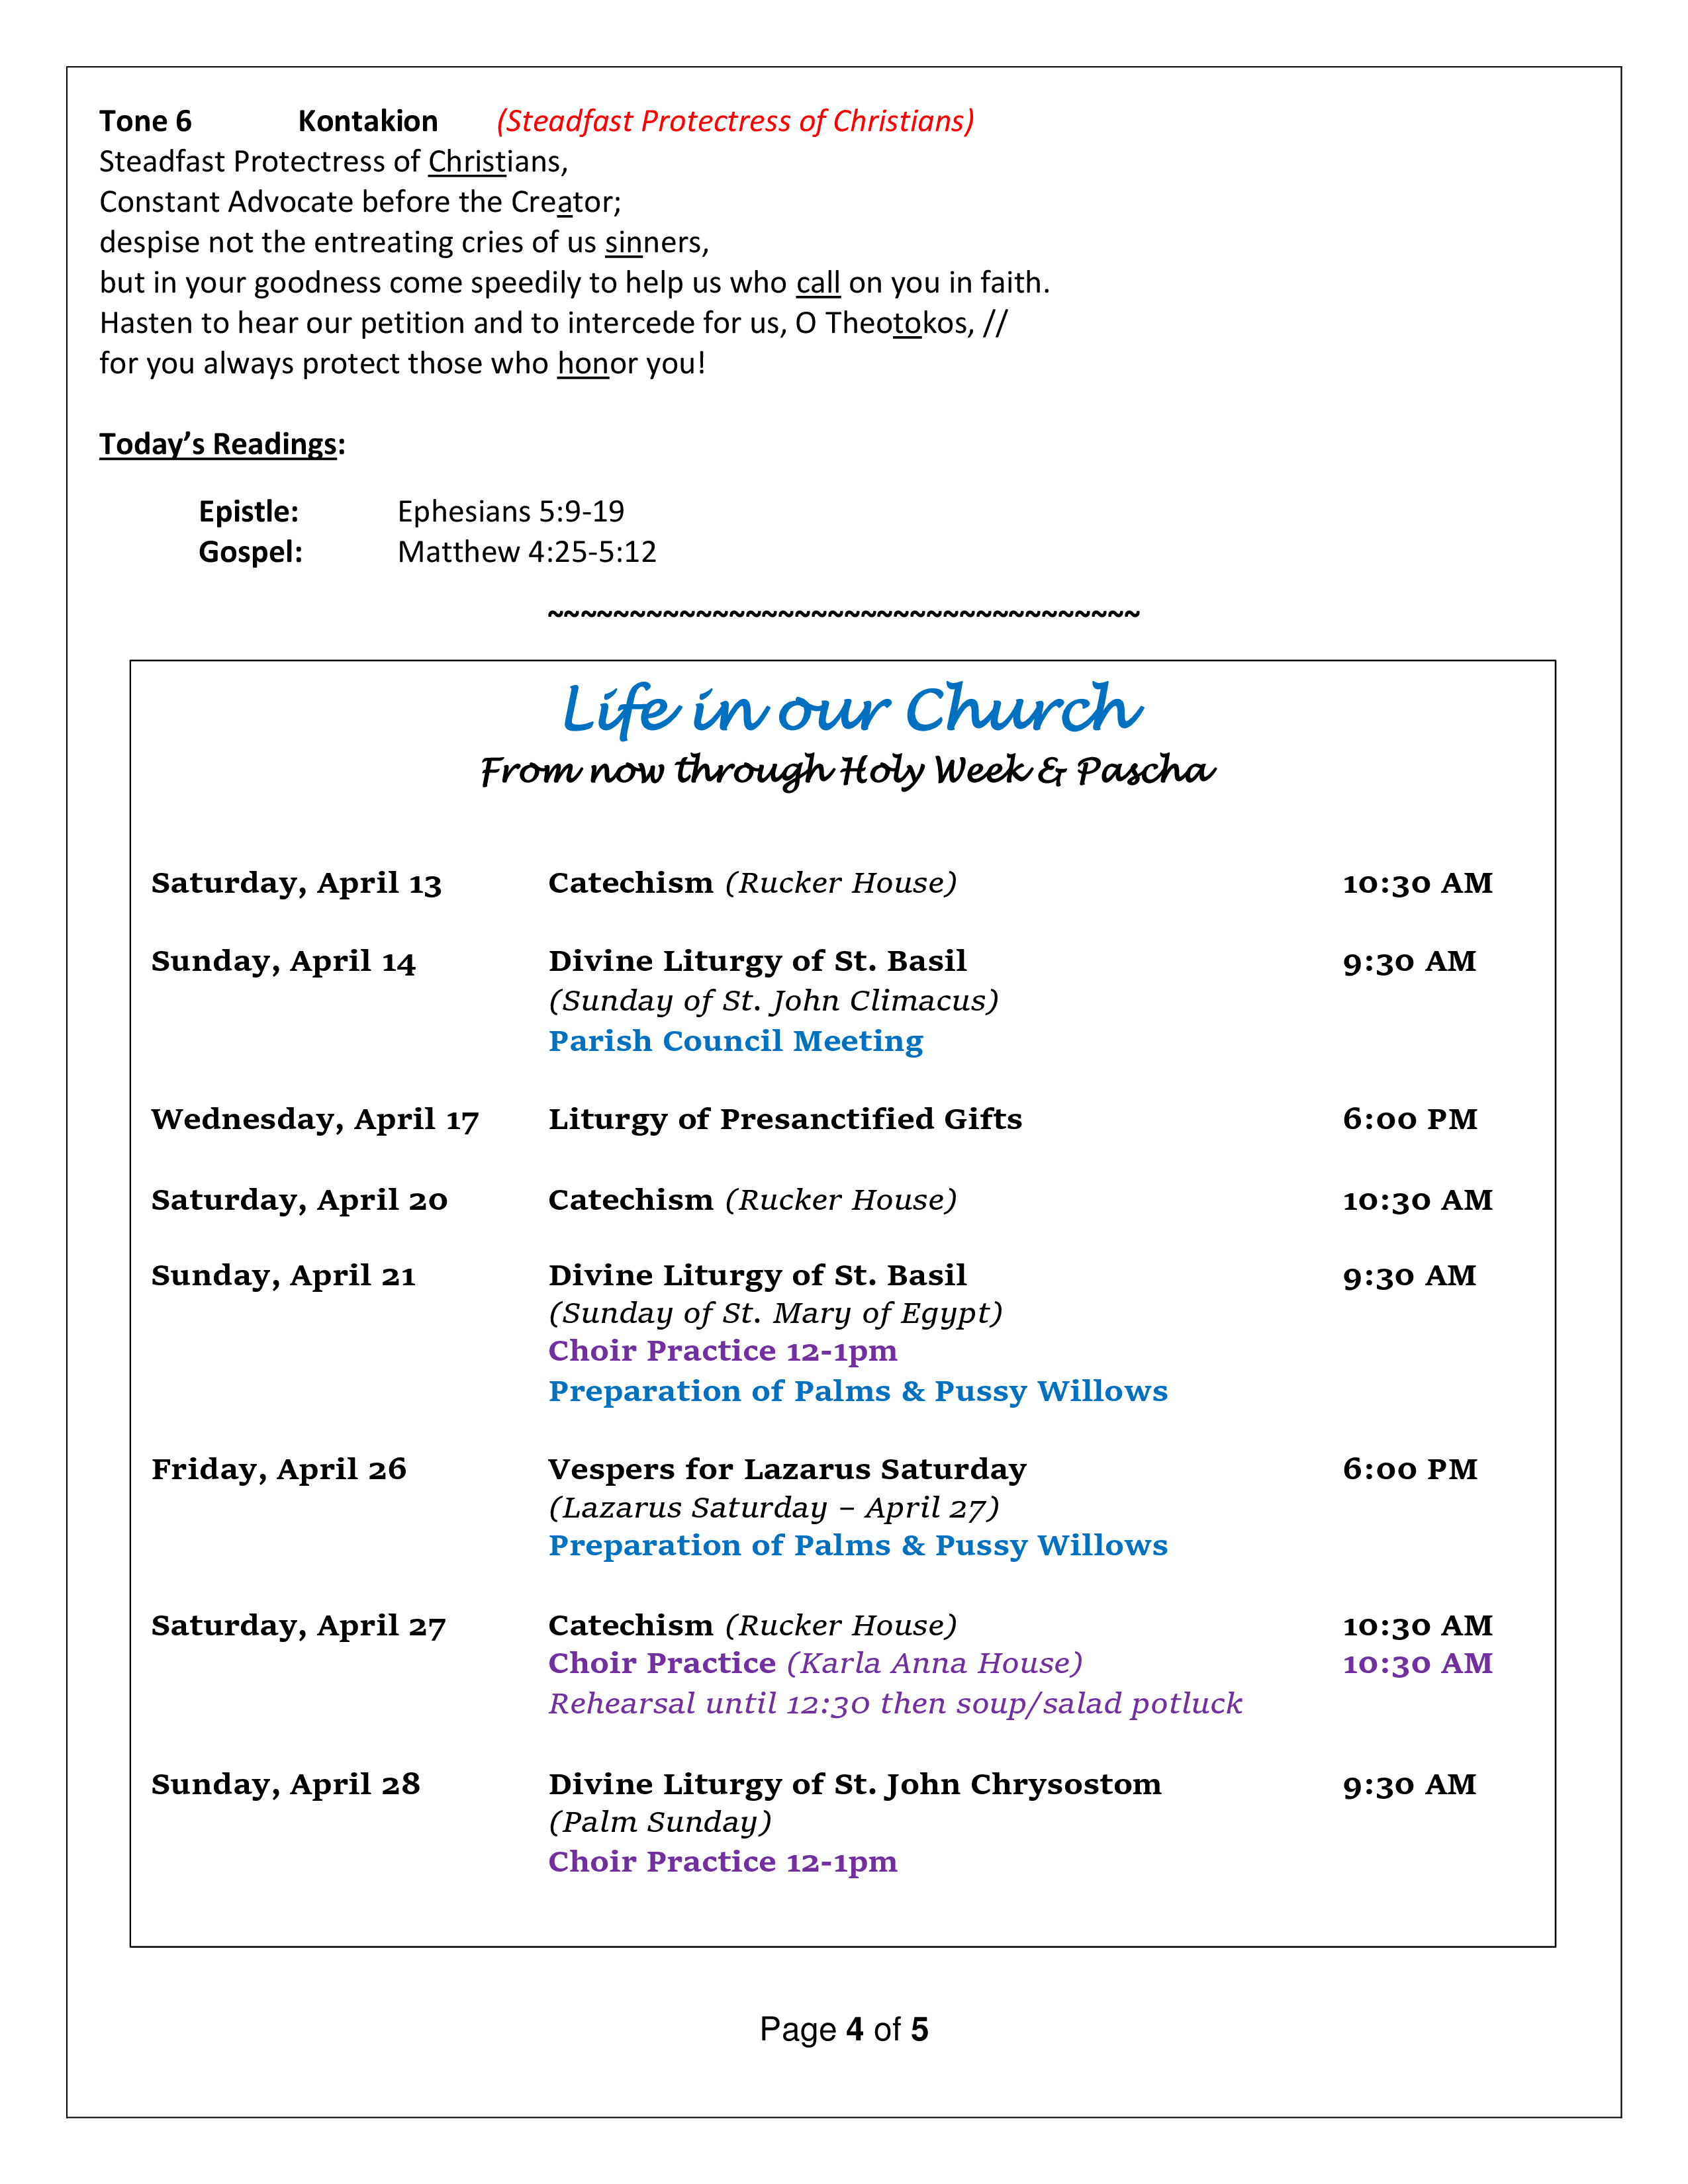 Tone 6 Kontakion (Steadfast Protectress of Christians)
Steadfast Protectress of Christians,
Constant Advocate before the Creator;
despise not the entreating cries of us sinners,
but in your goodness come speedily to help us who call on you in faith.
Hasten to hear our petition and to intercede for us, O Theotokos, //
for you always protect those who honor you!
Today’s Readings:
Epistle: Ephesians 5:9-19
Gospel: Matthew 4:25-5:12
~~~~~~~~~~~~~~~~~~~~~~~~~~~~~~~~~~~~
Life in our Church
From now through Holy Week & Pascha
Saturday, April 13 Catechism (Rucker House) 10:30 AM
Sunday, April 14 Divine Liturgy of St. Basil 9:30 AM
(Sunday of St. John Climacus)
Parish Council Meeting
Wednesday, April 17 Liturgy of Presanctified Gifts 6:00 PM
Saturday, April 20 Catechism (Rucker House) 10:30 AM
Sunday, April 21 Divine Liturgy of St. Basil 9:30 AM
(Sunday of St. Mary of Egypt)
Choir Practice 12-1pm
Preparation of Palms & Pussy Willows
Friday, April 26 Vespers for Lazarus Saturday 6:00 PM
(Lazarus Saturday – April 27)
Preparation of Palms & Pussy Willows
Saturday, April 27 Catechism (Rucker House) 10:30 AM
Choir Practice (Karla Anna House) 10:30 AM
Rehearsal until 12:30 then soup/salad potluck
Sunday, April 28 Divine Liturgy of St. John Chrysostom 9:30 AM
(Palm Sunday)
Choir Practice 12-1pm
Page 4 of 5